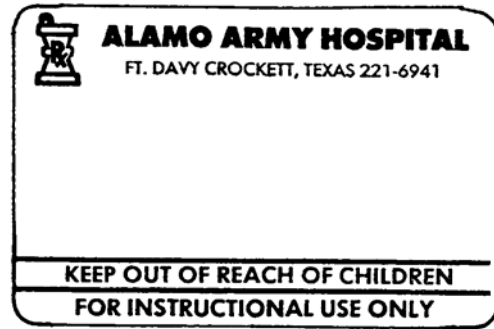 ALAMO ARMY HOSPITAL
FT. DAVY CROCKETT, TEXAS 221-6941
KEEP OUT OF REACH OF CHILDREN
FOR INSTRUCTIONAL USE ONLY